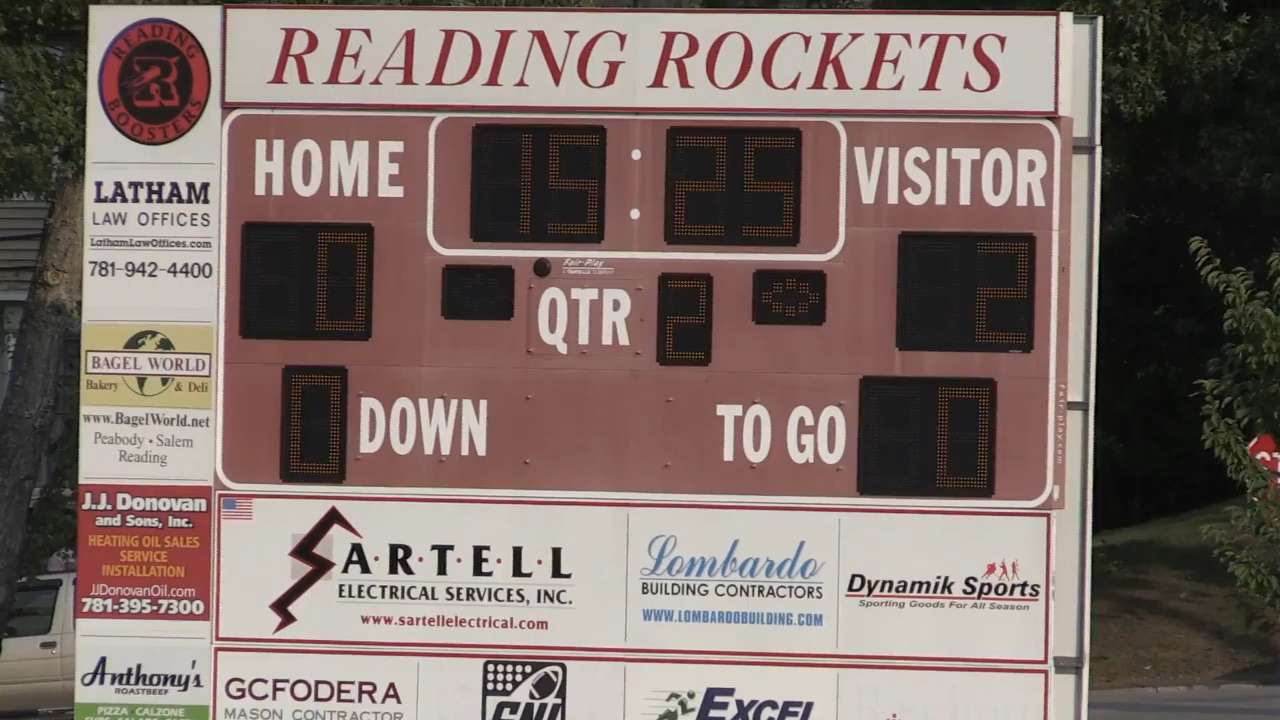 READING
R
BOOSTERS
READING ROCKETS
LATHAM
LAW OFFICES
LathamLawOffices.com
781-942-4400
HOME
15 : 25
VISITOR
0
Fair-Play
QTR
2
2
0
DOWN
TO GO
0
Fairplay.com
BAGEL WORLD
Bakery & Deli
www.BagelWorld.net
Peabody • Salem
Reading
J.J. Donovan
and Sons, Inc.
HEATING OIL SALES
SERVICE
INSTALLATION
JJDonovanOil.com
781-395-7300
SARTELL
ELECTRICAL SERVICES, INC.
www.sartellelectrical.com
Lombardo
BUILDING CONTRACTORS
WWW.LOMBARDOBUILDING.COM
Dynamik Sports
Sporting Goods For All Season
Anthony's
ROASTBEEF
PIZZA CALZONE
GCFODERA
MASON CONTRACTOR
EXCEL